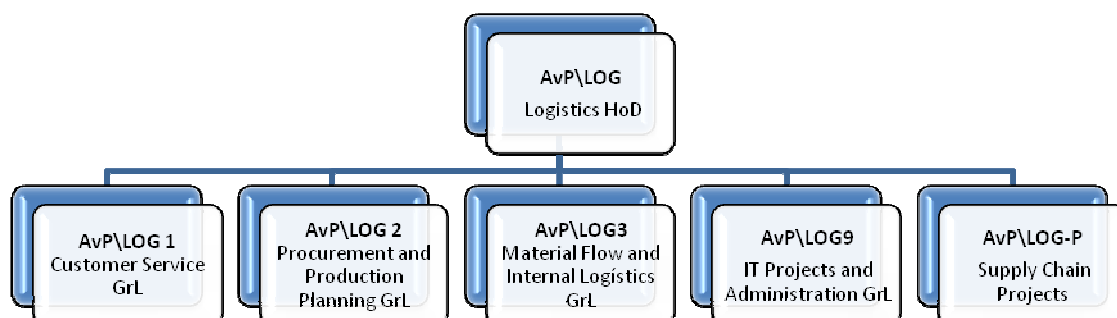 AvP\LOG
Logistics HoD
AvP\LOG 1
Customer Service
GrL
AvP\LOG 2
Procurement and
Production
Planning GrL
AvP\LOG3
Material Flow and
Internal Logístics
GrL
AvP\LOG9
IT Projects and
Administration GrL
AvP\LOG-P
Supply Chain
Projects